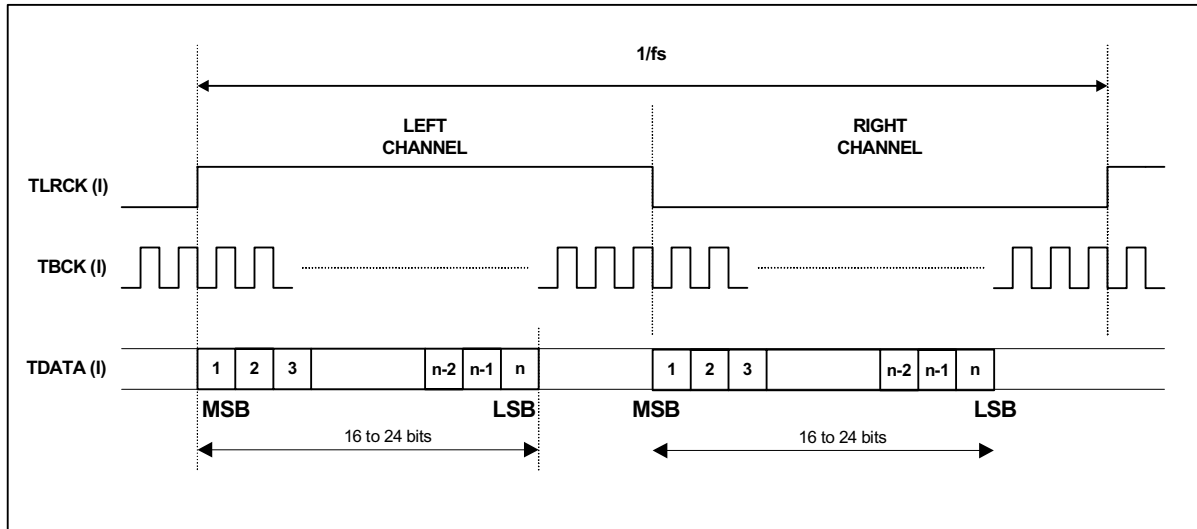 1/fs
LEFT
CHANNEL
RIGHT
CHANNEL
TLRCK (I)
TBCK (I)
TDATA (I)
1 2 3 n-2 n-1 n 1 2 3 n-2 n-1 n
MSB LSB MSB LSB
16 to 24 bits 16 to 24 bits